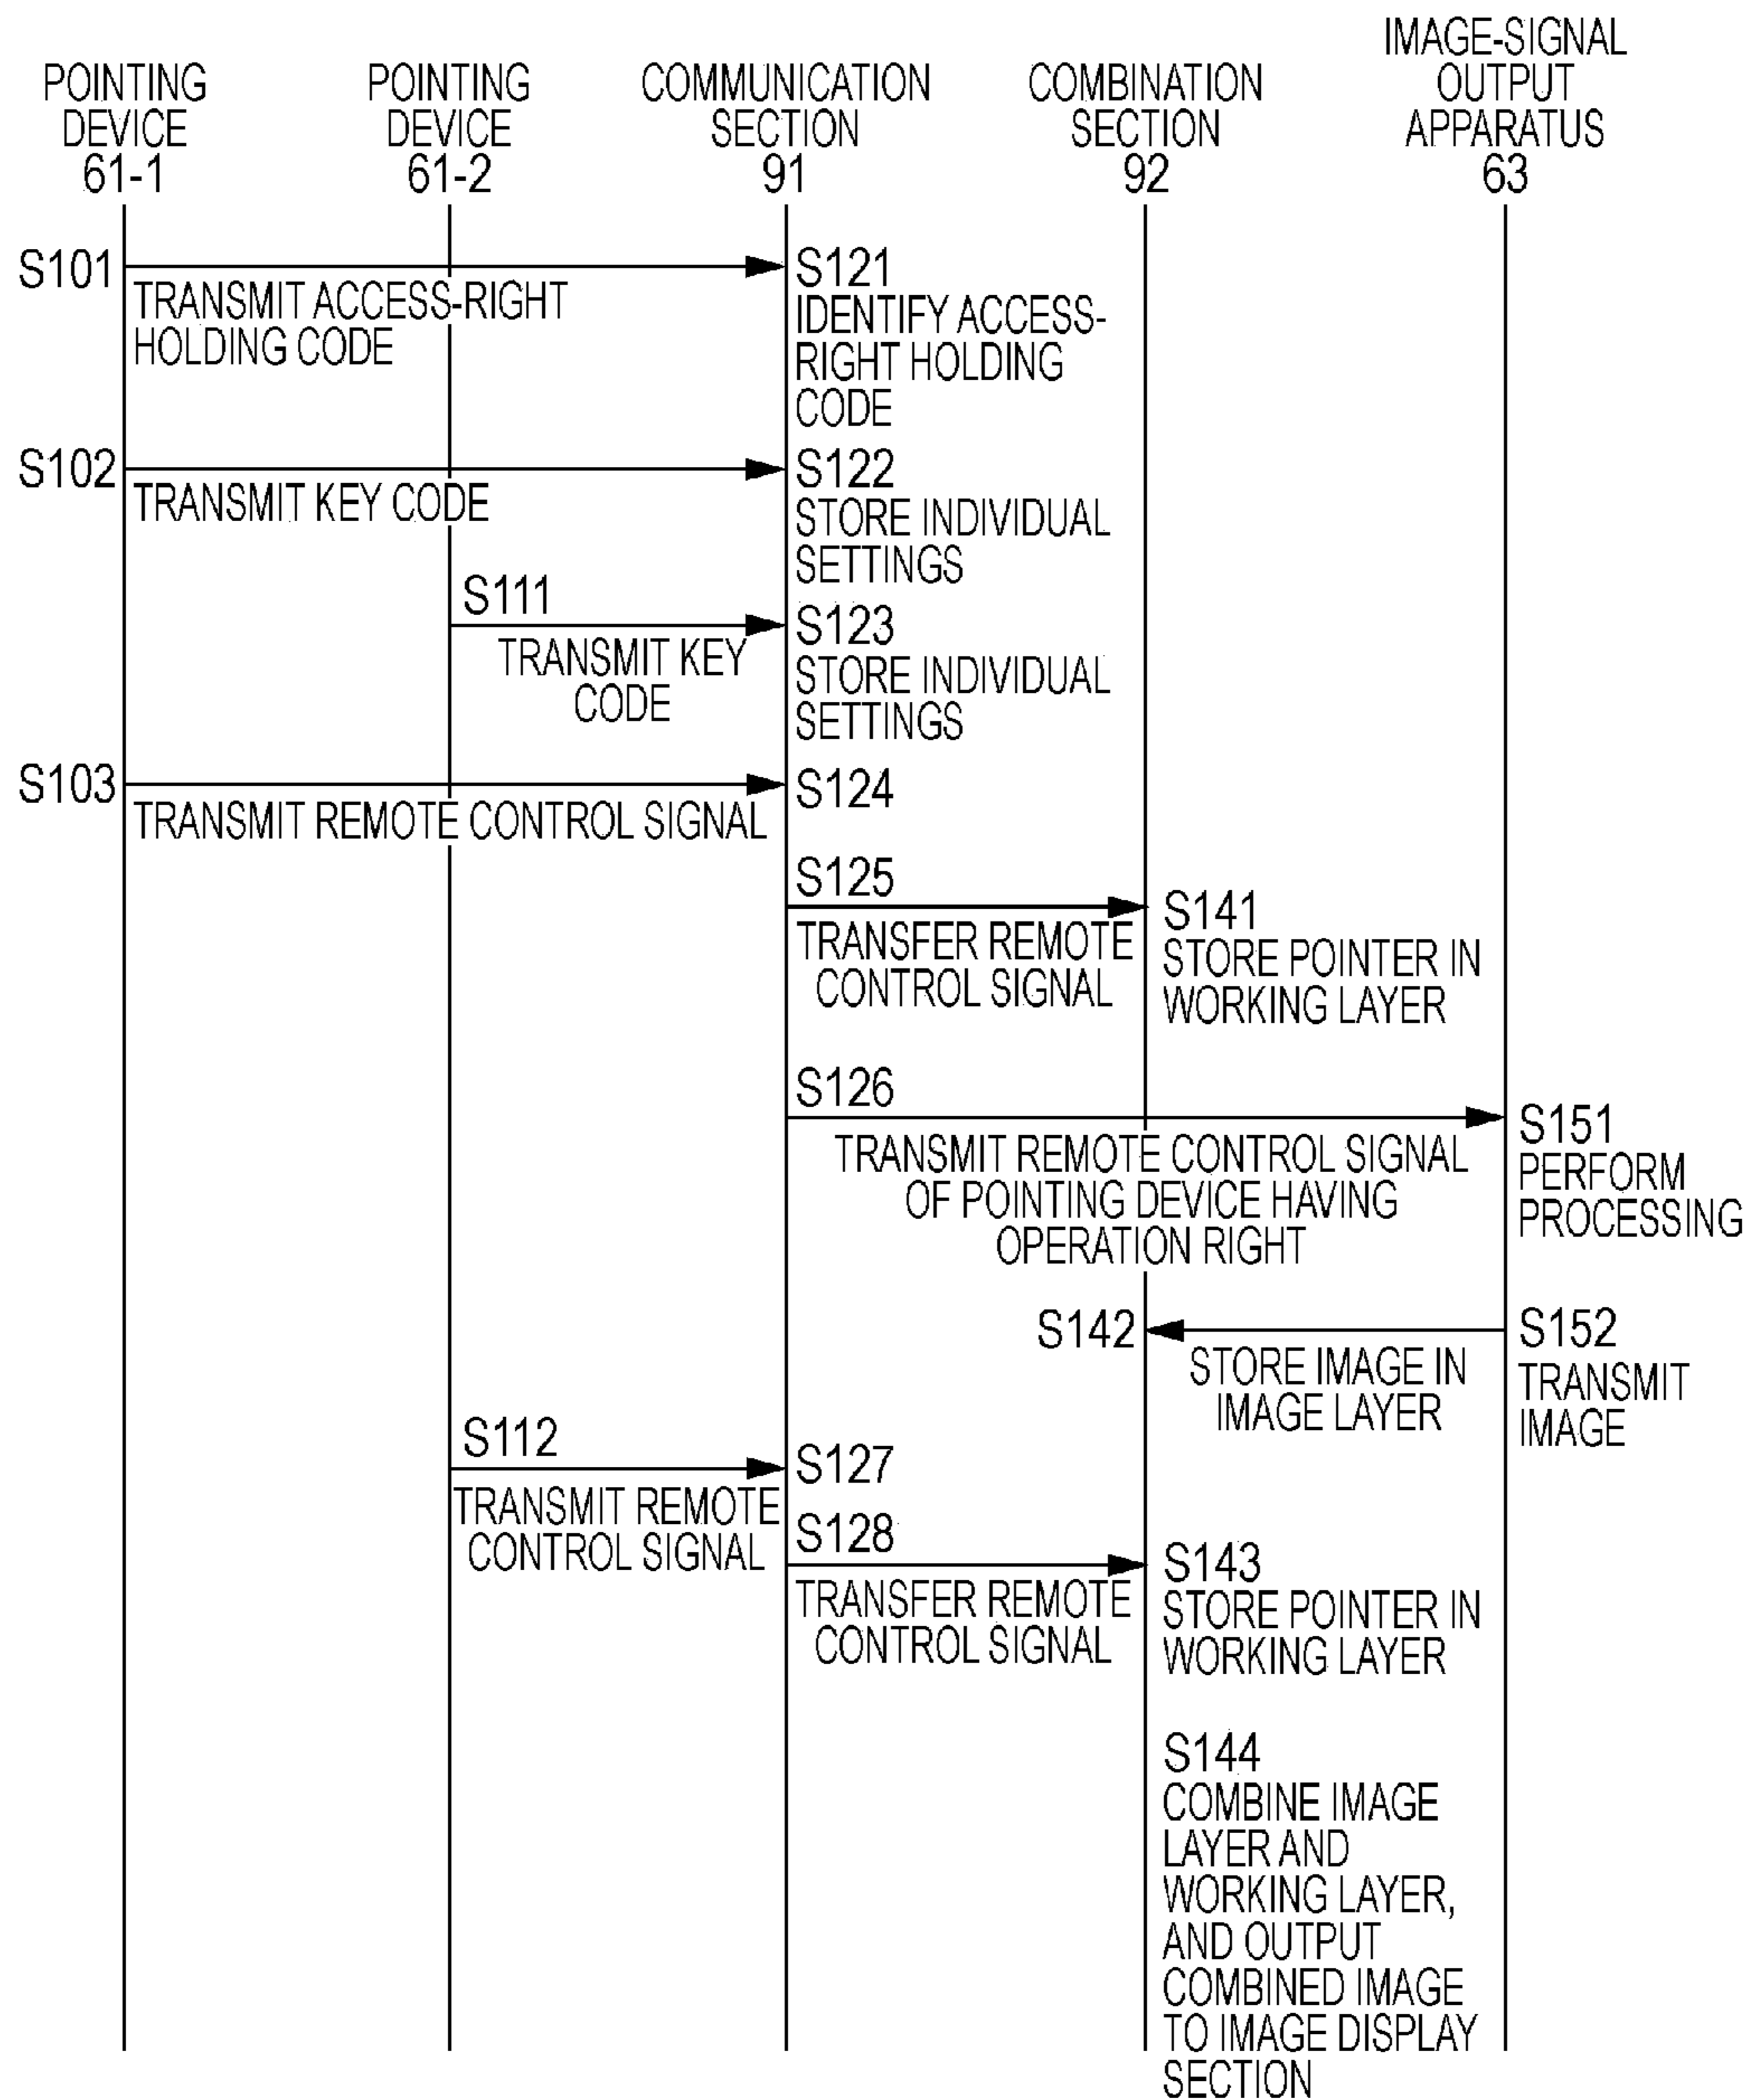 POINTING
DEVICE
61-1
POINTING
DEVICE
61-2
COMMUNICATION
SECTION
91
COMBINATION
SECTION
92
IMAGE-SIGNAL
OUTPUT
APPARATUS
63
S101
TRANSMIT ACCESS-RIGHT
HOLDING CODE
S121
IDENTIFY ACCESS-
RIGHT HOLDING
CODE
S102
TRANSMIT KEY CODE
S122
STORE INDIVIDUAL
SETTINGS
S111
TRANSMIT KEY
CODE
S123
STORE INDIVIDUAL
SETTINGS
S103
TRANSMIT REMOTE CONTROL SIGNAL
S124
S125
TRANSFER REMOTE
CONTROL SIGNAL
S141
STORE POINTER IN
WORKING LAYER
S126
TRANSMIT REMOTE CONTROL SIGNAL
OF POINTING DEVICE HAVING
OPERATION RIGHT
S151
PERFORM
PROCESSING
S142
STORE IMAGE IN
IMAGE LAYER
S152
TRANSMIT
IMAGE
S112
TRANSMIT REMOTE
CONTROL SIGNAL
S127
S128
TRANSFER REMOTE
CONTROL SIGNAL
S143
STORE POINTER IN
WORKING LAYER
S144
COMBINE IMAGE
LAYER AND
WORKING LAYER,
AND OUTPUT
COMBINED IMAGE
TO IMAGE DISPLAY
SECTION